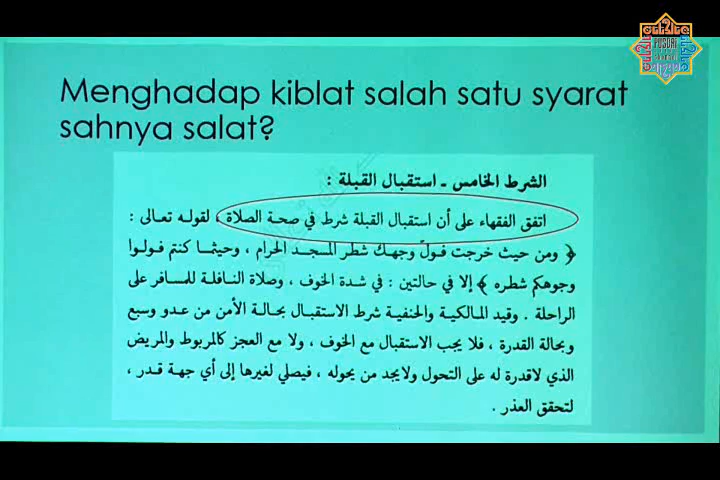 Menghadap kiblat salah satu syarat
sahnya salat?
الشرط الخامس - استقبال القبلة :
اتفق الفقهاء على أن استقبال القبلة شرط في صحة الصلاة ، لقوله تعالى :
﴿ ومن حيث خرجت فولِّ وجهك شطر المسجد الحرام ، وحيثما كنتم فولوا
وجوهكم شطره ﴾ إلا في حالتين : في شدة الخوف ، وصلاة النافلة للمسافر على
الراحلة . وقيد المالكية والحنفية شرط الاستقبال بحالة الأمن من عدو وسبع
وبحالة القدرة ، فلا يجب الاستقبال مع الخوف ، ولا مع العجز كالمربوط والمريض
الذي لاقدرة له على التحول ولايجد من يحوله ، فيصلي لغيرها إلى أي جهة قدر ،
لتحقق العذر .